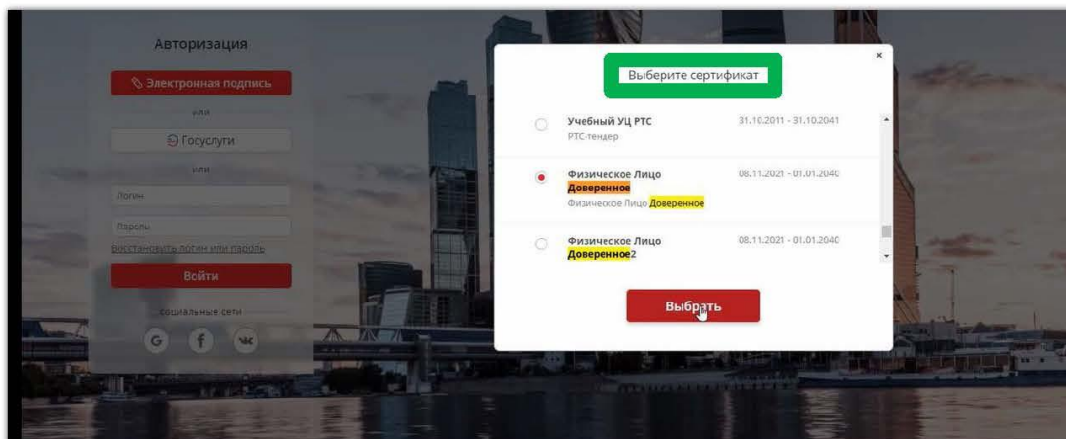 Авторизация
Электронная подпись
или
Госуслуги
или
Логин
Пароль
восстановить логин или пароль
Войти
социальные сети
G f
Выберите сертификат
×
Учебный УЦ РТС 31.10.2011 - 31.10.2041
РТС-тендер
Физическое Лицо 08.11.2021 - 01.01.2040
Доверенное
Физическое Лицо Доверенное
Физическое Лицо 08.11.2021 - 01.01.2040
Доверенное2
Выбрать